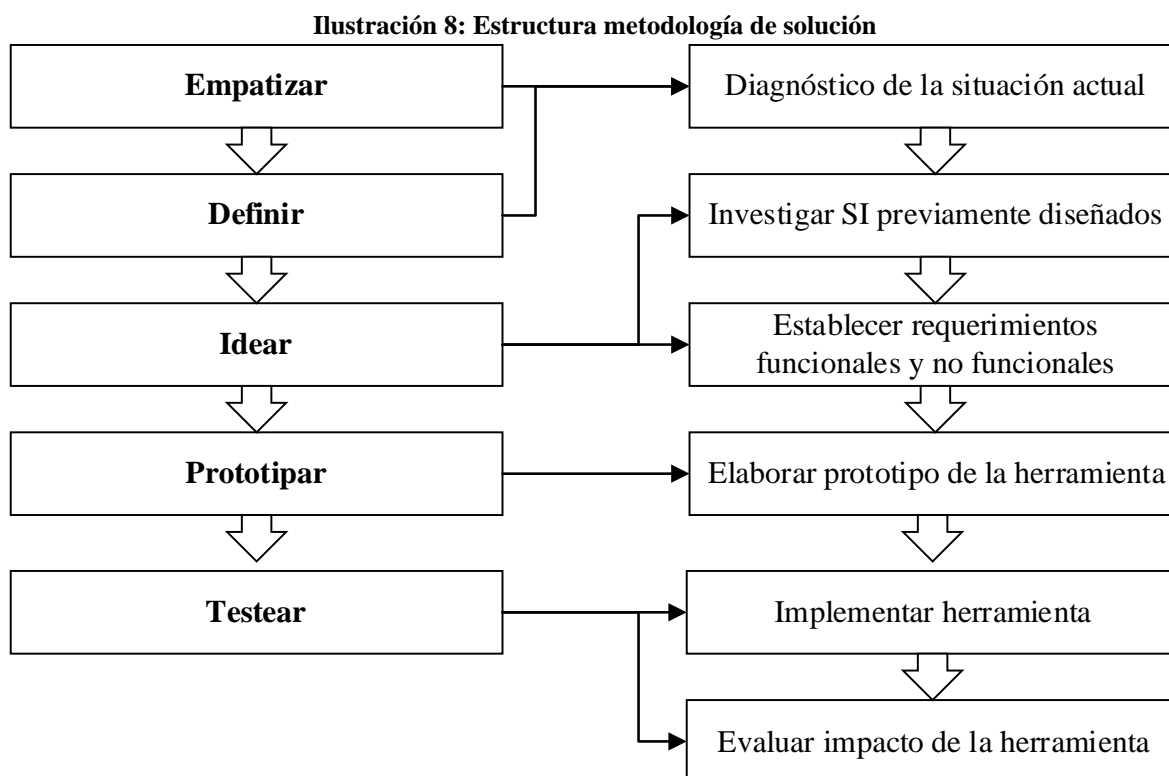 Ilustración 8: Estructura metodología de solución
Empatizar
Diagnóstico de la situación actual
Definir
Investigar SI previamente diseñados
Idear
Establecer requerimientos
funcionales y no funcionales
Prototipar
Elaborar prototipo de la herramienta
Testear
Implementar herramienta
Evaluar impacto de la herramienta